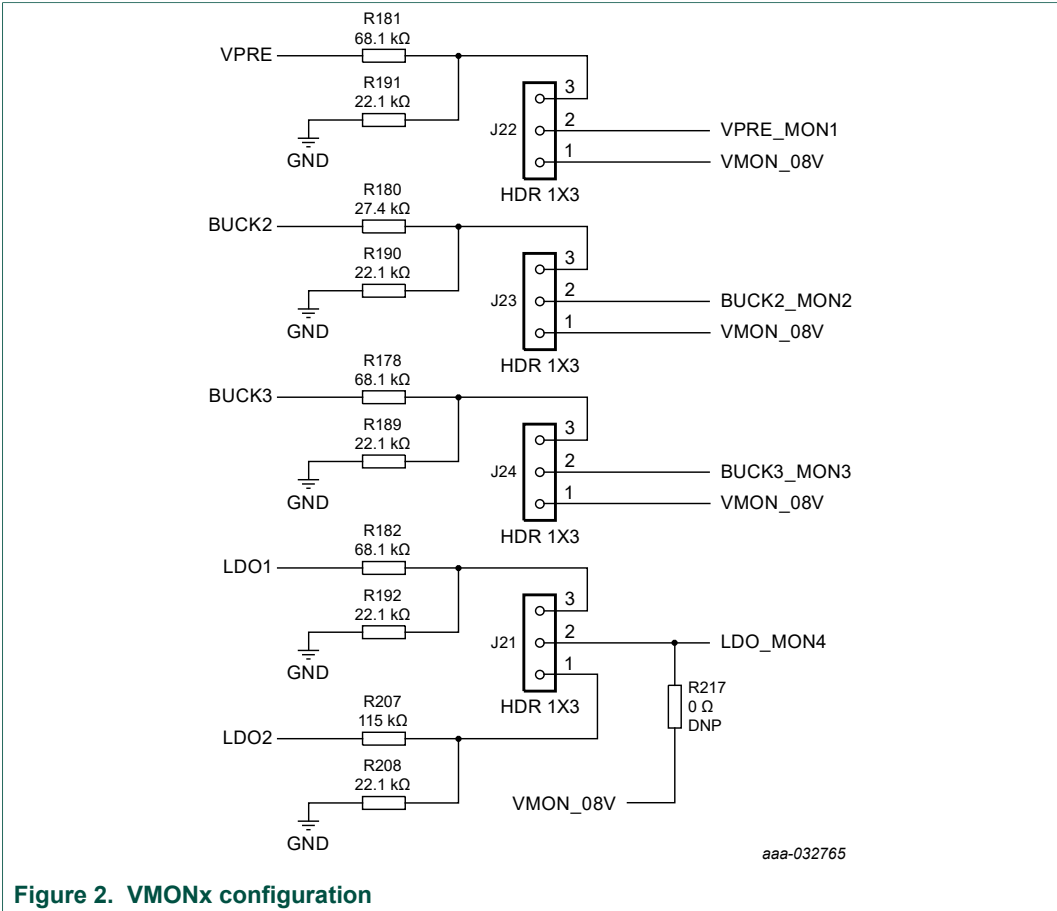 R181
68.1 kΩ
VPRE
R191
22.1 kΩ
GND
J22
3
2
1
VPRE_MON1
VMON_08V
HDR 1X3
R180
27.4 kΩ
BUCK2
R190
22.1 kΩ
GND
J23
3
2
1
BUCK2_MON2
VMON_08V
HDR 1X3
R178
68.1 kΩ
BUCK3
R189
22.1 kΩ
GND
J24
3
2
1
BUCK3_MON3
VMON_08V
HDR 1X3
R182
68.1 kΩ
LDO1
R192
22.1 kΩ
GND
J21
3
2
1
LDO_MON4
HDR 1X3
R217
0 Ω
DNP
R207
115 kΩ
LDO2
R208
22.1 kΩ
GND
VMON_08V
aaa-032765
Figure 2. VMONx configuration